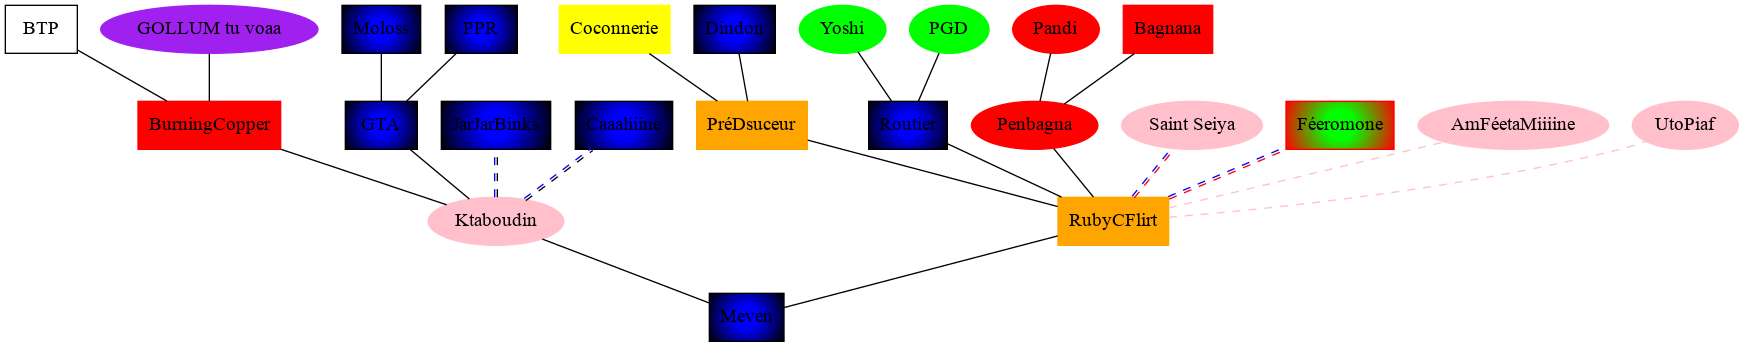 BTP
GOLLUM tu voaa
Moloss
PPR
Coconnerie
Dindou
Yoshi
PGD
Pandi
Bagnana
BurningCopper
GTA
JarJarBinks
Caaaliiine
PréDsuceur
Routier
Penbagna
Saint Seiya
Féeromone
AmFéetaMiiiine
UtoPiaf
Ktaboudin
RubyCFlirt
Meven